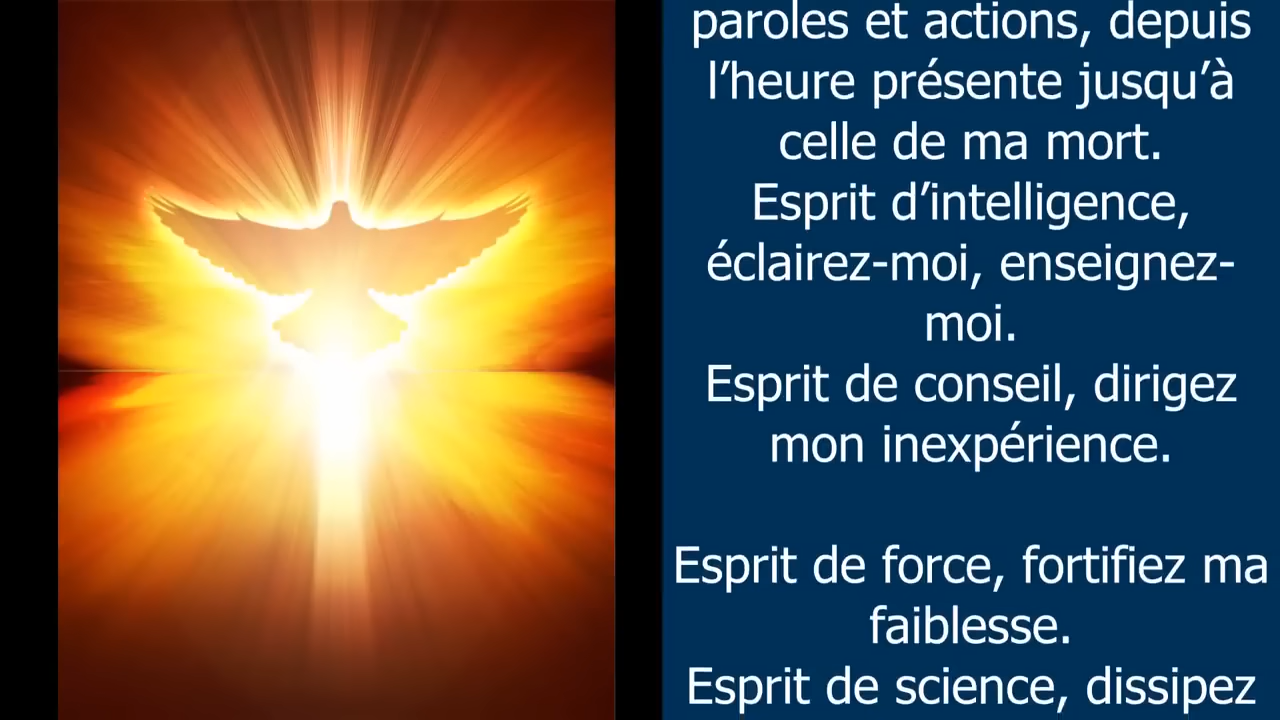 paroles et actions, depuis
l’heure présente jusqu’à
celle de ma mort.
Esprit d’intelligence,
éclairez-moi, enseignez-
moi.
Esprit de conseil, dirigez
mon inexpérience.
Esprit de force, fortifiez ma
faiblesse.
Esprit de science, dissipez